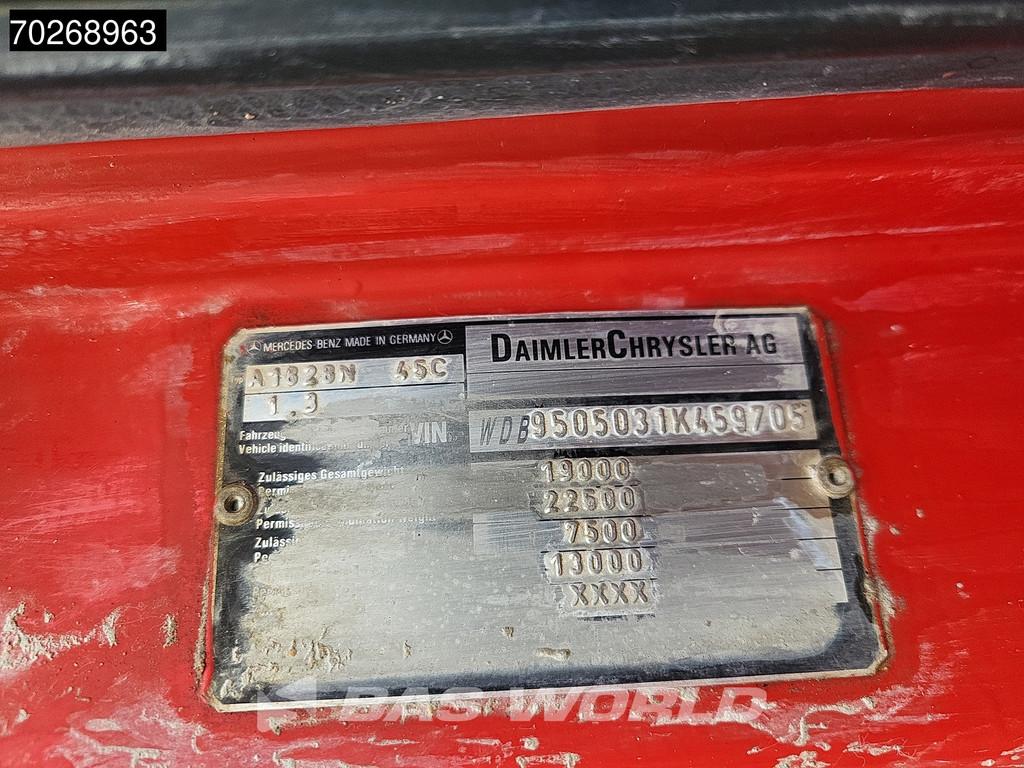 70268963
MERCEDES-BENZ MADE IN GERMANY
DAIMLERCHRYSLER AG
A1828N 45C
1.3
WDB9505031K459705
VIN
Vehicle
Zulässiges Gesamtgewicht
19000
22500
7500
13000
XXXX
BAS WORLD